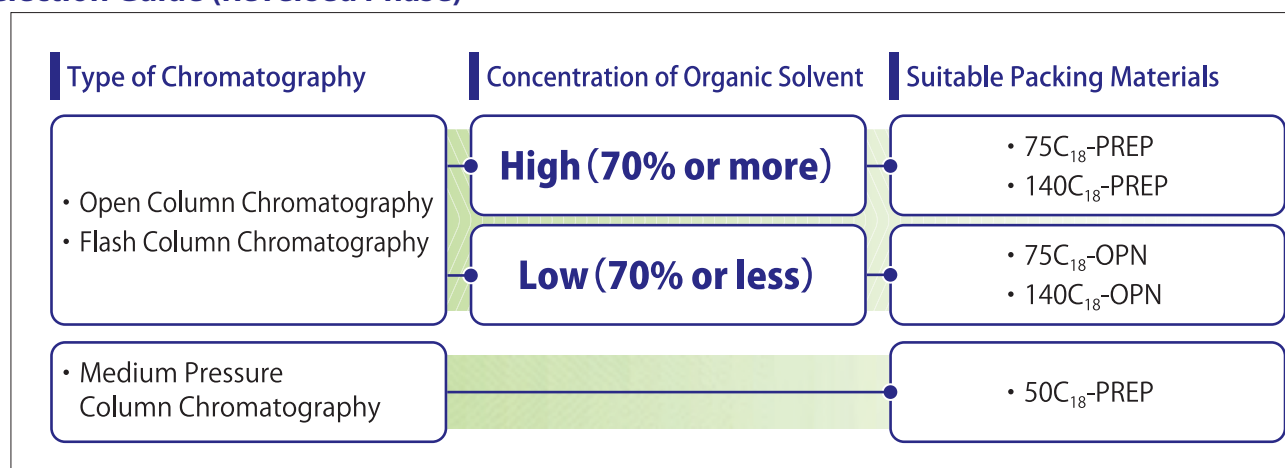 Type of Chromatography
Concentration of Organic Solvent
Suitable Packing Materials
・Open Column Chromatography
・Flash Column Chromatography
High (70% or more)
・75C₁₈-PREP
・140C₁₈-PREP
Low (70% or less)
・75C₁₈-OPN
・140C₁₈-OPN
・Medium Pressure
Column Chromatography
・50C₁₈-PREP